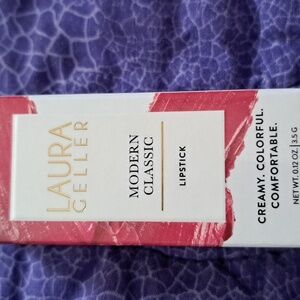 LAURA
GELLER
MODERN
CLASSIC
LIPSTICK
CREAMY. COLORFUL.
COMFORTABLE.
NET WT. 0.12 OZ | 3.5 G